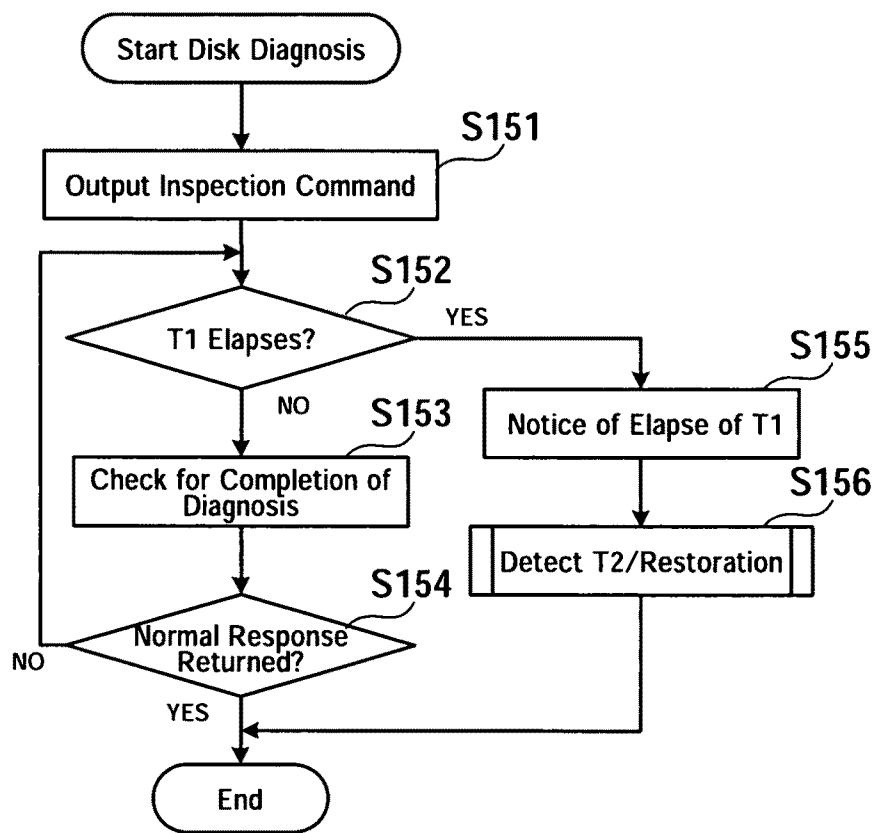 Start Disk Diagnosis
S151
Output Inspection Command
S152
T1 Elapses?
YES
NO
S153
Check for Completion of
Diagnosis
S154
Normal Response
Returned?
NO
YES
S155
Notice of Elapse of T1
S156
Detect T2/Restoration
End